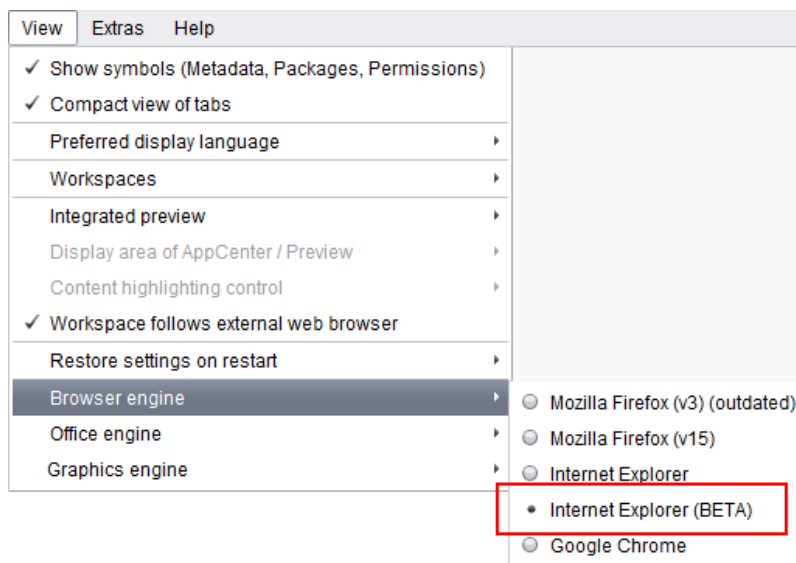 View Extras Help
Show symbols (Metadata, Packages, Permissions)
Compact view of tabs
Preferred display language
Workspaces
Integrated preview
Display area of AppCenter / Preview
Content highlighting control
Workspace follows external web browser
Restore settings on restart
Browser engine
Office engine
Graphics engine
Mozilla Firefox (v3) (outdated)
Mozilla Firefox (v15)
Internet Explorer
Internet Explorer (BETA)
Google Chrome